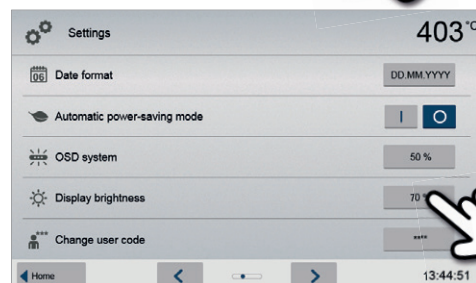 Settings
403°C
06
Date format
DD.MM.YYYY
Automatic power-saving mode
I O
OSD system
50 %
Display brightness
70
Change user code
****
Home
13:44:51